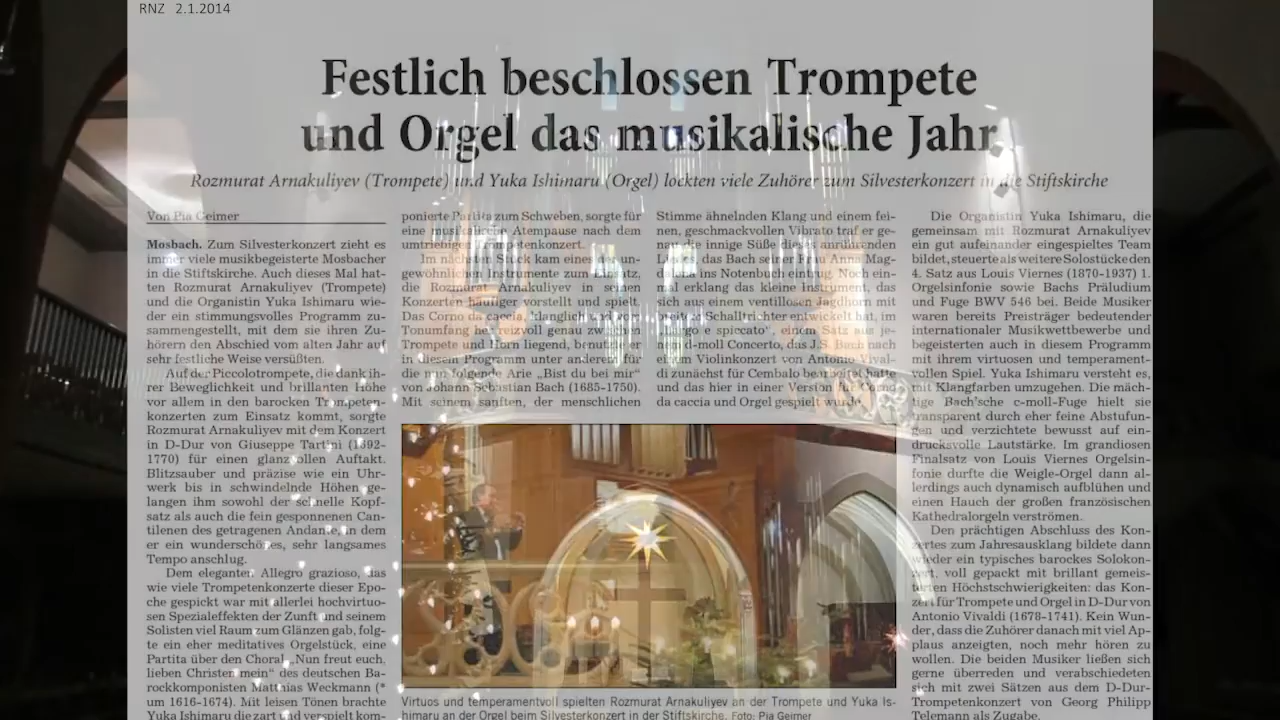 RNZ 2.1.2014
Festlich beschlossen Trompete
und Orgel das musikalische Jahr
Rozmurat Arnakuliyev (Trompete) und Yuka Ishimaru (Orgel) lockten viele Zuhörer zum Silvesterkonzert in die Stiftskirche
Von Pia Geimer
Mosbach. Zum Silvesterkonzert zieht es
immer viele musikbegeisterte Mosbacher
in die Stiftskirche. Auch dieses Mal hat-
ten Rozmurat Arnakuliyev (Trompete)
und die Organistin Yuka Ishimaru wie-
der ein stimmungsvolles Programm zu-
sammengestellt, mit dem sie ihren Zu-
hörern den Abschied vom alten Jahr auf
sehr festliche Weise versüßten.
Auf der Piccolotrompete, die dank ih-
rer Beweglichkeit und brillanten Höhe
vor allem in den barocken Trompeten-
konzerten zum Einsatz kommt, sorgte
Rozmurat Arnakuliyev mit dem Konzert
in D-Dur von Giuseppe Tartini (1692-
1770) für einen glanzvollen Auftakt.
Blitzsauber und präzise wie ein Uhr-
werk bis in schwindelnde Höhen ge-
langen ihm sowohl der schnelle Kopf-
satz als auch die fein gesponnenen Can-
tilenen des getragenen Andante, in dem
er ein wunderschönes, sehr langsames
Tempo anschlug.
Dem eleganten Allegro grazioso, das
wie viele Trompetenkonzerte dieser Epo-
che gespickt war mit allerlei hochvirtuo-
sen Spezialeffekten der Zunft und seinem
Solisten viel Raum zum Glänzen gab, folg-
te ein eher meditatives Orgelstück, eine
Partita über den Choral „Nun freut euch,
lieben Christen mein“ des deutschen Ba-
rockkomponisten Matthias Weckmann (*
um 1616-1674). Mit leisen Tönen brachte
Yuka Ishimaru die zart und verspielt kom-
ponierte Partita zum Schweben, sorgte für
eine musikalische Atempause nach dem
umtriebigen Trompetenkonzert.
Im nächsten Stück kam eines der un-
gewöhnlichen Instrumente zum Einsatz,
die Rozmurat Arnakuliyev in seinen
Konzerten häufiger vorstellt und spielt.
Das Corno da caccia, klanglich und vom
Tonumfang her reizvoll genau zwischen
Trompete und Horn liegend, benutzte er
in diesem Programm unter anderem für
die nun folgende Arie „Bist du bei mir“
von Johann Sebastian Bach (1685-1750).
Mit seinem sanften, der menschlichen
Stimme ähnelnden Klang und einem fei-
nen, geschmackvollen Vibrato traf er ge-
nau die innige Süße dieses anrührenden
Liedes, das Bach seiner Frau Anna Mag-
dalena ins Notenbuch eintrug. Noch ein-
mal erklang das kleine Instrument, das
sich aus einem ventillosen Jagdhorn mit
breitem Schalltrichter entwickelt hat, im
„Largo e spiccato“, einem Satz aus je-
nem d-moll Concerto, das J.S. Bach nach
einem Violinkonzert von Antonio Vival-
di zunächst für Cembalo bearbeitet hatte
und das hier in einer Version für Corno
da caccia und Orgel gespielt wurde.
Virtuos und temperamentvoll spielten Rozmurat Arnakuliyev an der Trompete und Yuka Is-
himaru an der Orgel beim Silvesterkonzert in der Stiftskirche. Foto: Pia Geimer
Die Organistin Yuka Ishimaru, die
gemeinsam mit Rozmurat Arnakuliyev
ein gut aufeinander eingespieltes Team
bildet, steuerte als weitere Solostücke den
4. Satz aus Louis Viernes (1870-1937) 1.
Orgelsinfonie sowie Bachs Präludium
und Fuge BWV 546 bei. Beide Musiker
waren bereits Preisträger bedeutender
internationaler Musikwettbewerbe und
begeisterten auch in diesem Programm
mit ihrem virtuosen und temperament-
vollen Spiel. Yuka Ishimaru versteht es,
mit Klangfarben umzugehen. Die mäch-
tige Bach’sche c-moll-Fuge hielt sie
transparent durch eher feine Abstufun-
gen und verzichtete bewusst auf ein-
drucksvolle Lautstärke. Im grandiosen
Finalsatz von Louis Viernes Orgelsin-
fonie durfte die Weigle-Orgel dann al-
lerdings auch dynamisch aufblühen und
einen Hauch der großen französischen
Kathedralorgeln verströmen.
Den prächtigen Abschluss des Kon-
zertes zum Jahresausklang bildete dann
wieder ein typisches barockes Solokon-
zert, voll gepackt mit brillant gemeis-
terten Höchstschwierigkeiten: das Kon-
zert für Trompete und Orgel in D-Dur von
Antonio Vivaldi (1678-1741). Kein Wun-
der, dass die Zuhörer danach mit viel Ap-
plaus anzeigten, noch mehr hören zu
wollen. Die beiden Musiker ließen sich
gerne überreden und verabschiedeten
sich mit zwei Sätzen aus dem D-Dur-
Trompetenkonzert von Georg Philipp
Telemann als Zugabe.